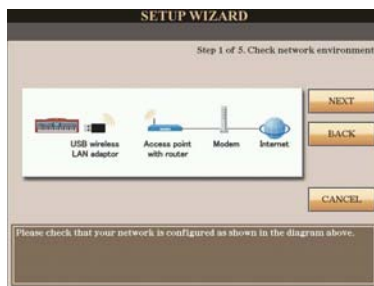 SETUP WIZARD
Step 1 of 5. Check network environment
NEXT
BACK
USB wireless
LAN adaptor
Access point
with router
Modem
Internet
CANCEL
Please check that your network is configured as shown in the diagram above.